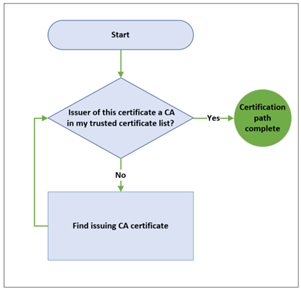 Start
Issuer of this certificate a CA
in my trusted certificate list?
Yes
Certification
path
complete
No
Find issuing CA certificate